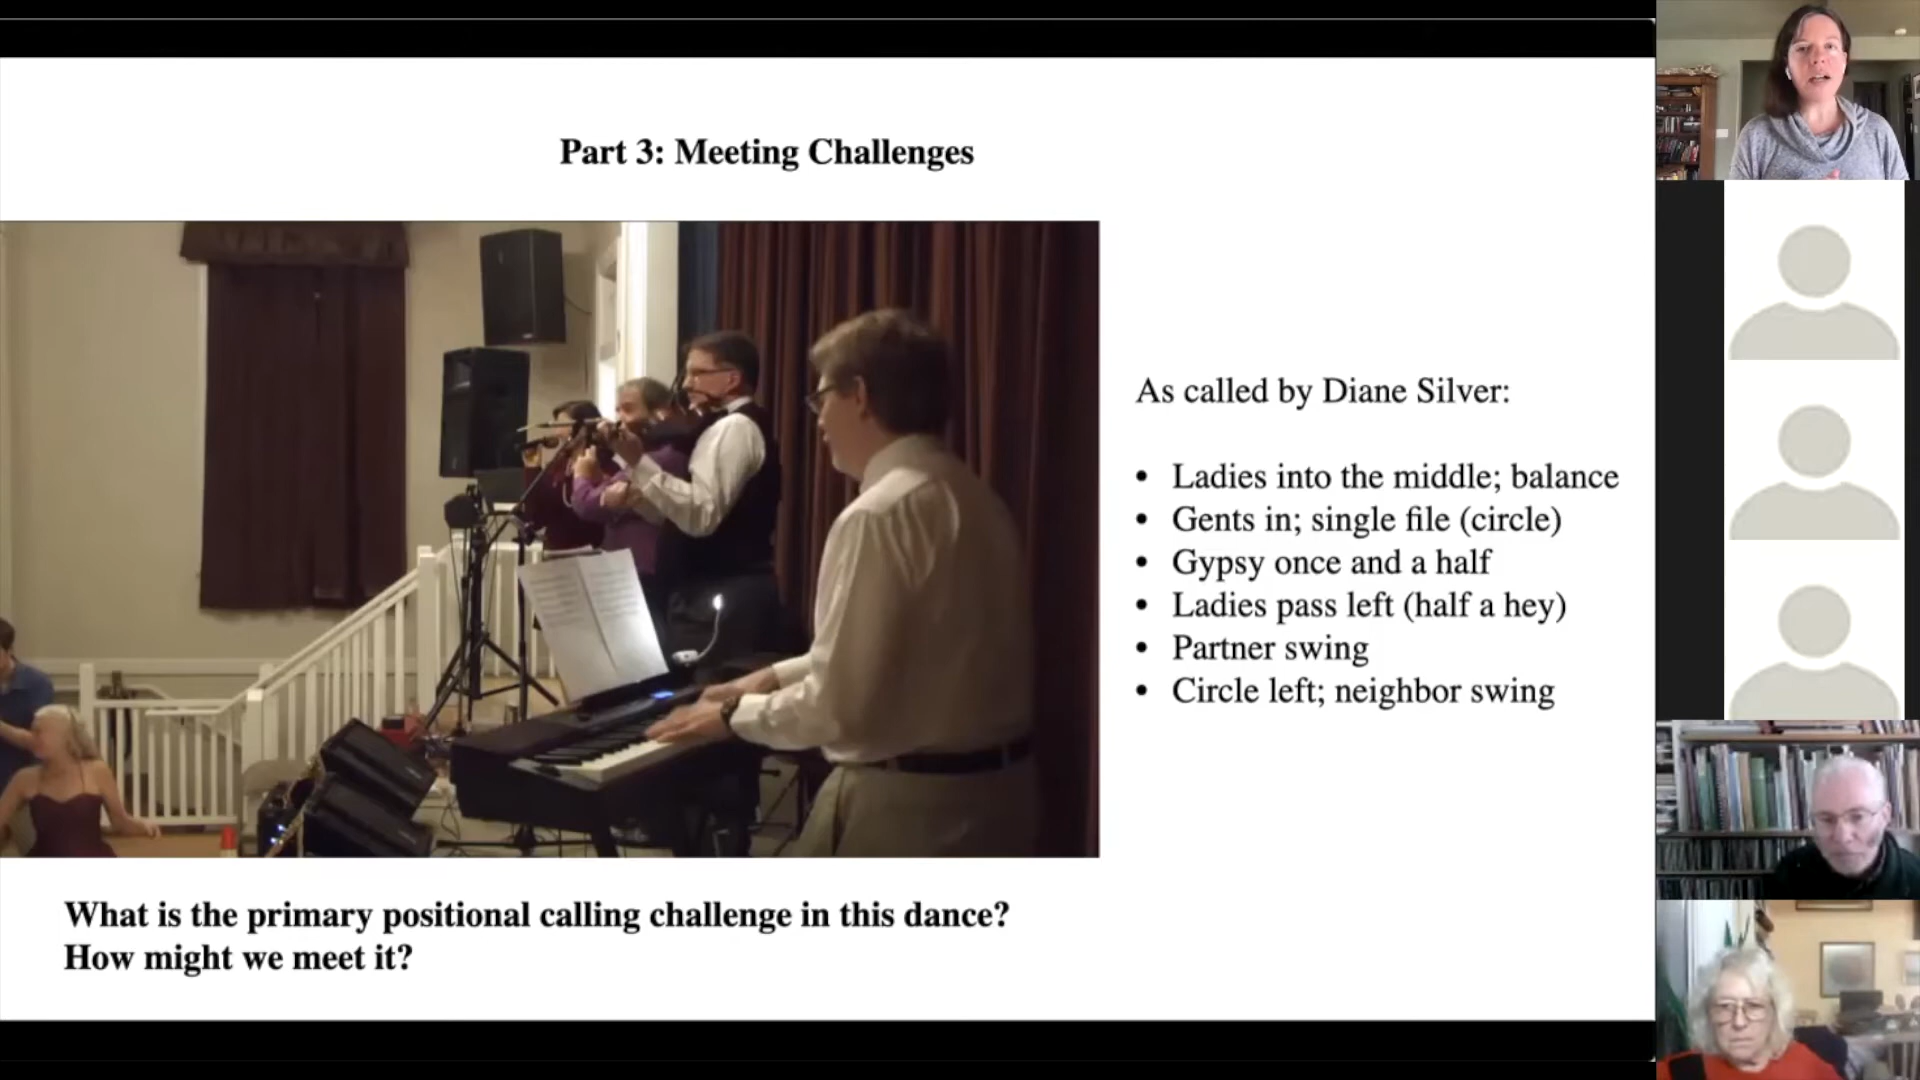 Part 3: Meeting Challenges
As called by Diane Silver:
• Ladies into the middle; balance
• Gents in; single file (circle)
• Gypsy once and a half
• Ladies pass left (half a hey)
• Partner swing
• Circle left; neighbor swing
What is the primary positional calling challenge in this dance?
How might we meet it?